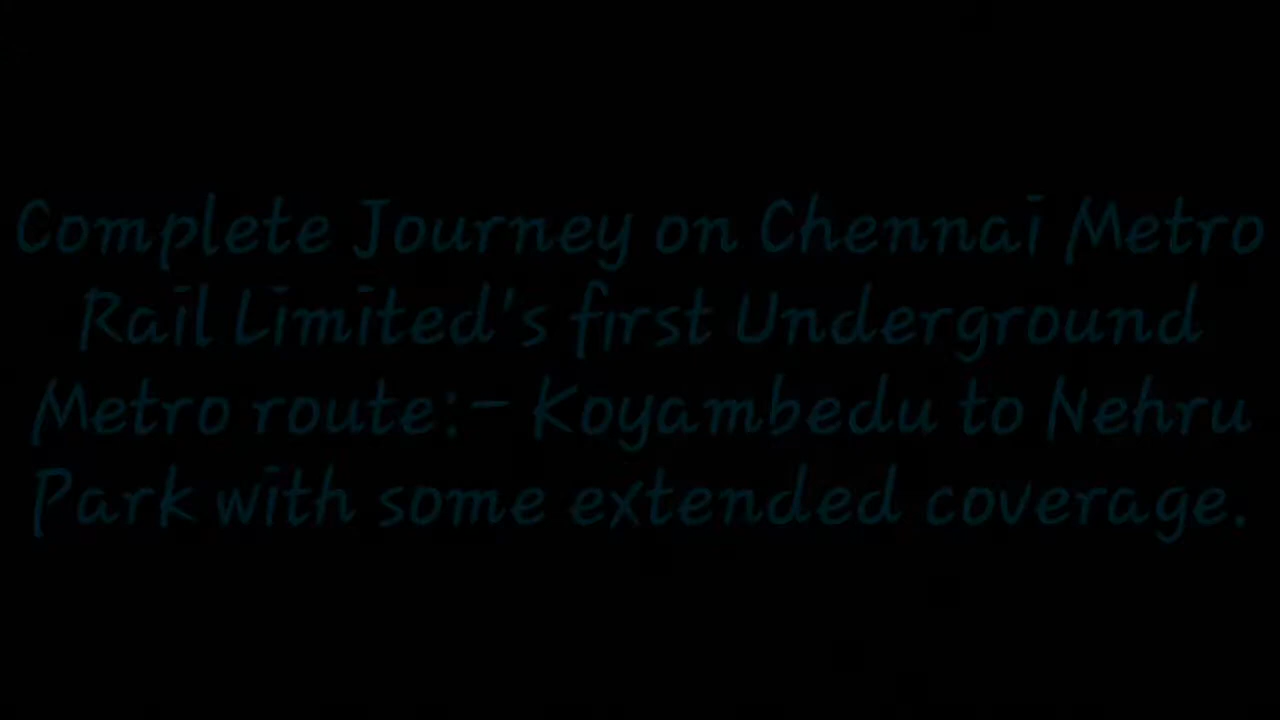 Complete Journey on Chennai Metro
Rail Limited's first Underground
Metro route:- Koyambedu to Nehru
Park with some extended coverage.